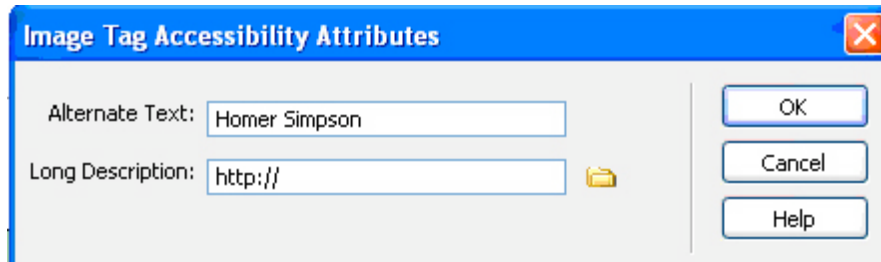 Image Tag Accessibility Attributes
Alternate Text: Homer Simpson
OK
Long Description: http://
Cancel
Help